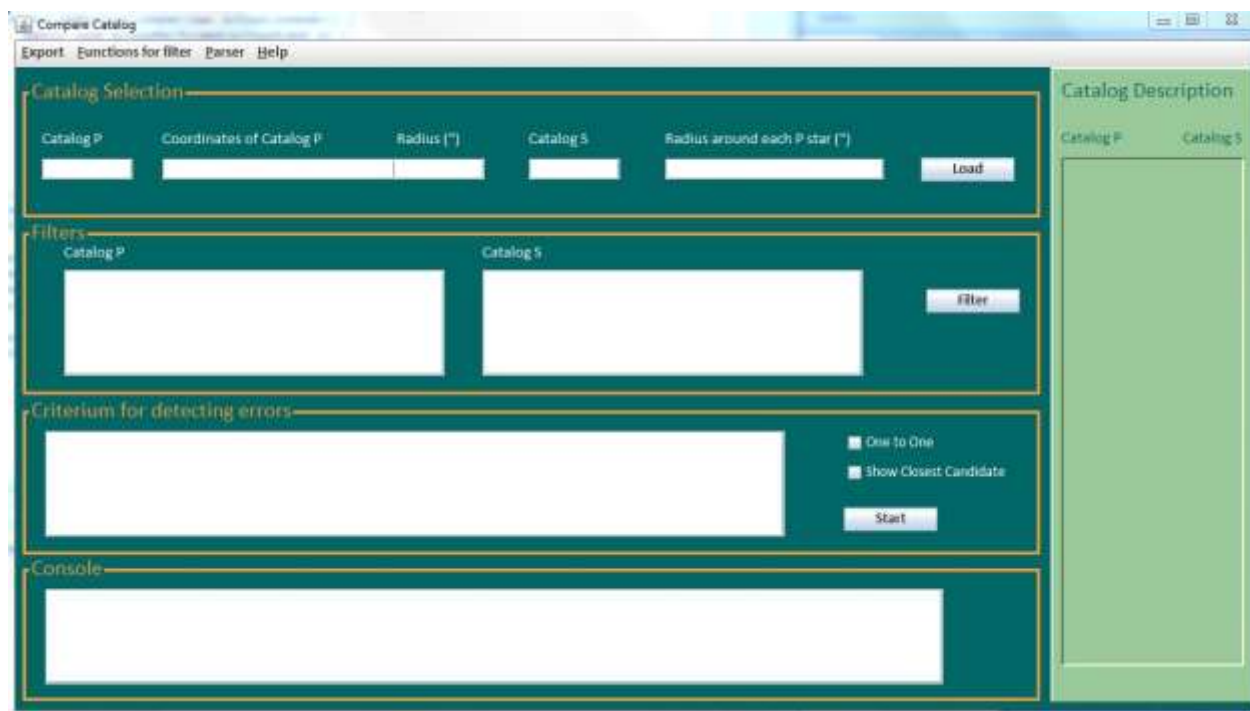 Compare Catalog
Export Functions for filter Parser Help
Catalog Selection
Catalog P Coordinates of Catalog P Radius (") Catalog S Radius around each P star (")
Load
Filters
Catalog P Catalog S
Filter
Criterium for detecting errors
One to One
Show Closest Candidate
Start
Console
Catalog Description
Catalog P Catalog S